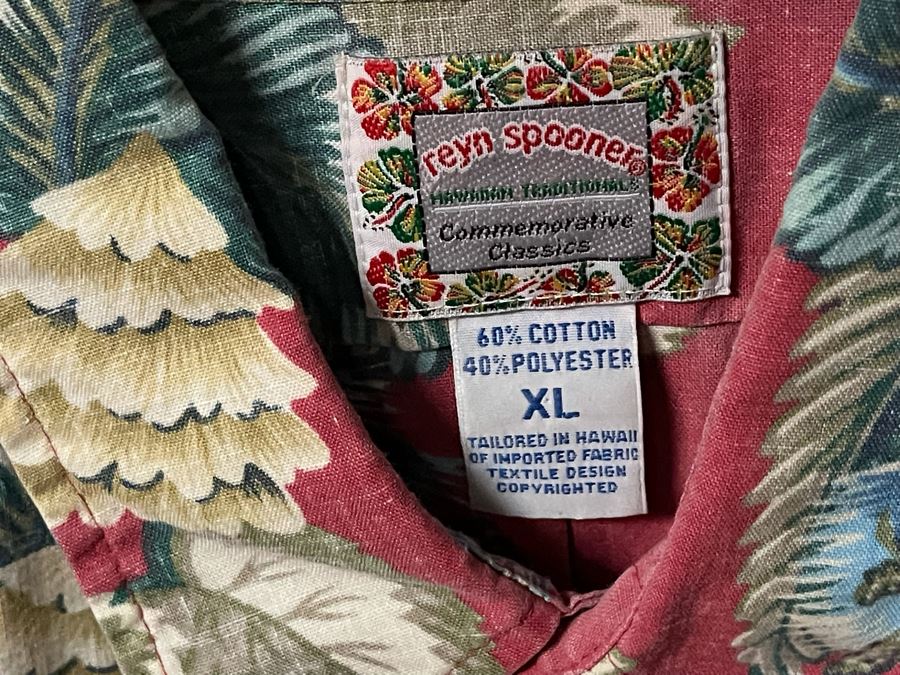 reyn spooner®
HAWAIIAN TRADITIONALS
Commemorative
Classics
60% COTTON
40% POLYESTER
XL
TAILORED IN HAWAII
OF IMPORTED FABRIC
TEXTILE DESIGN
COPYRIGHTED